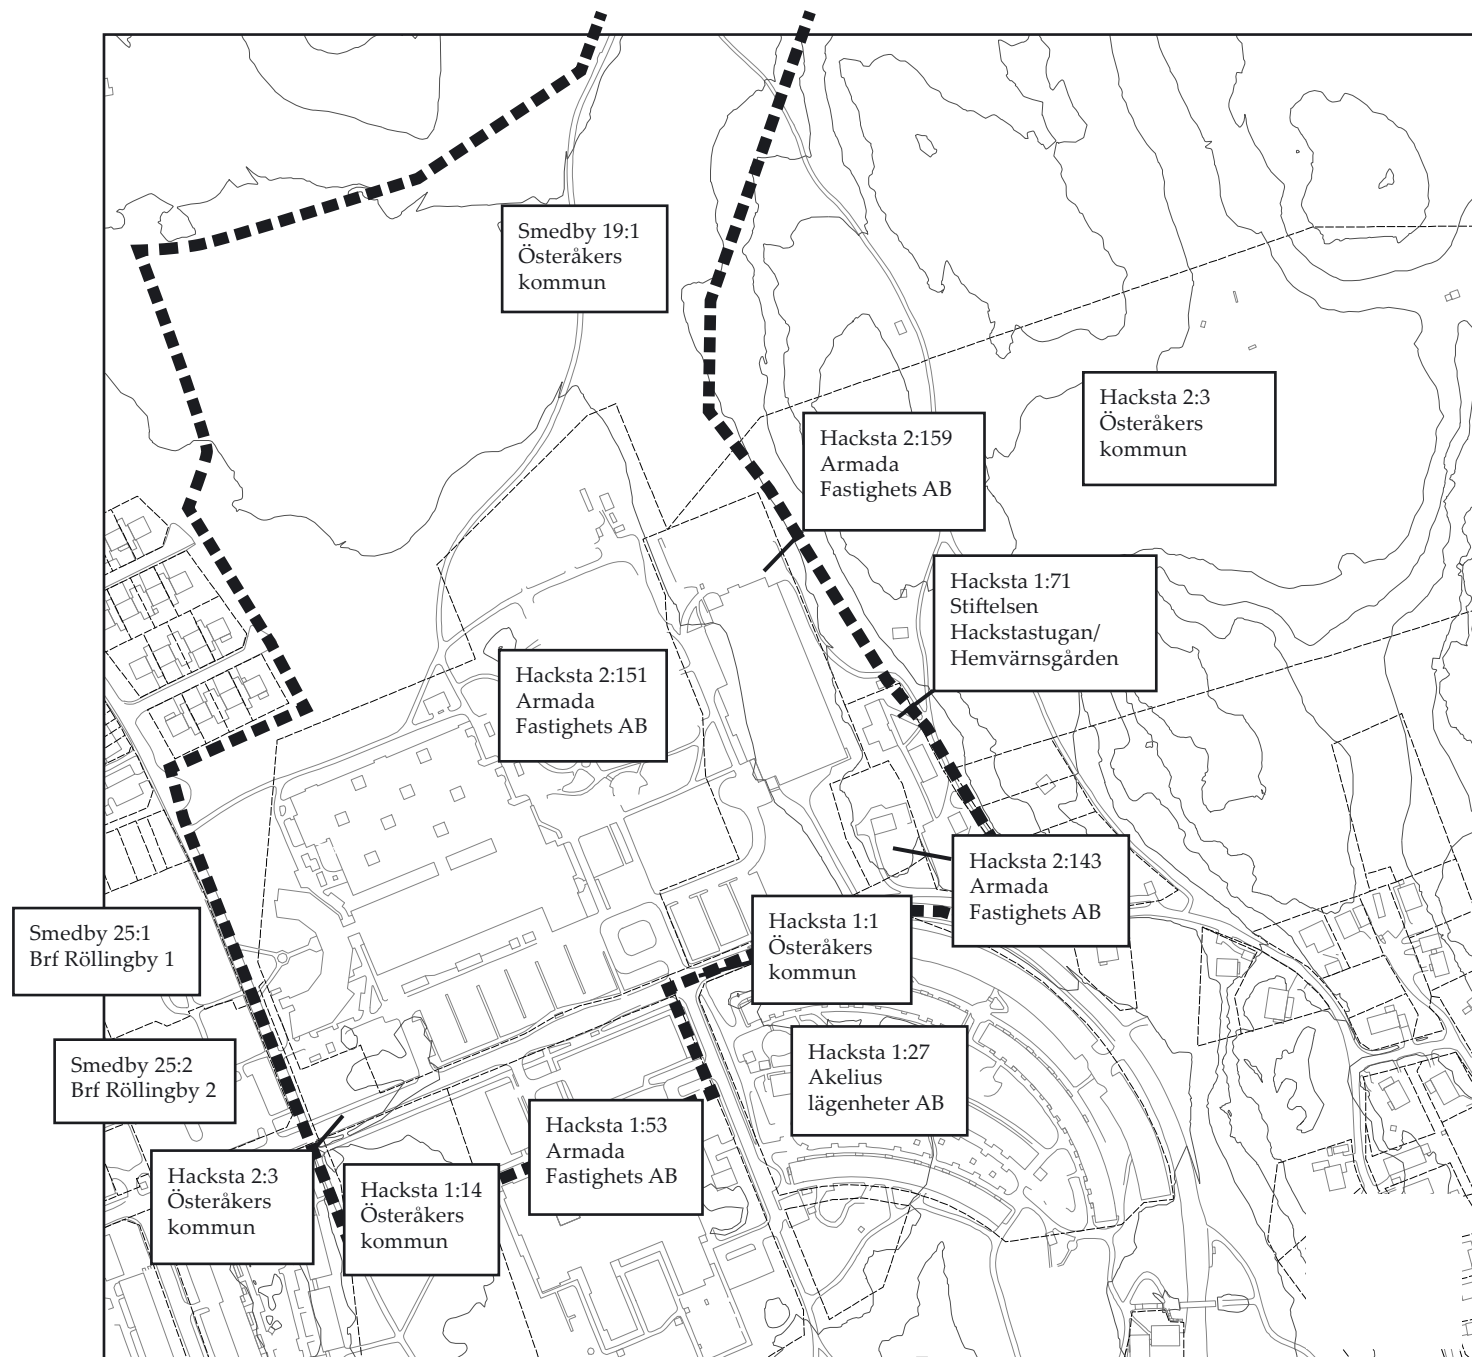 Smedby 19:1
Österåkers
kommun
Hacksta 2:3
Österåkers
kommun
Hacksta 2:159
Armada
Fastighets AB
Hacksta 1:71
Stiftelsen
Hackstastugan/
Hemvärnsgården
Hacksta 2:151
Armada
Fastighets AB
Hacksta 2:143
Armada
Fastighets AB
Hacksta 1:1
Österåkers
kommun
Smedby 25:1
Brf Röllingby 1
Smedby 25:2
Brf Röllingby 2
Hacksta 1:27
Akelius
lägenheter AB
Hacksta 1:53
Armada
Fastighets AB
Hacksta 2:3
Österåkers
kommun
Hacksta 1:14
Österåkers
kommun